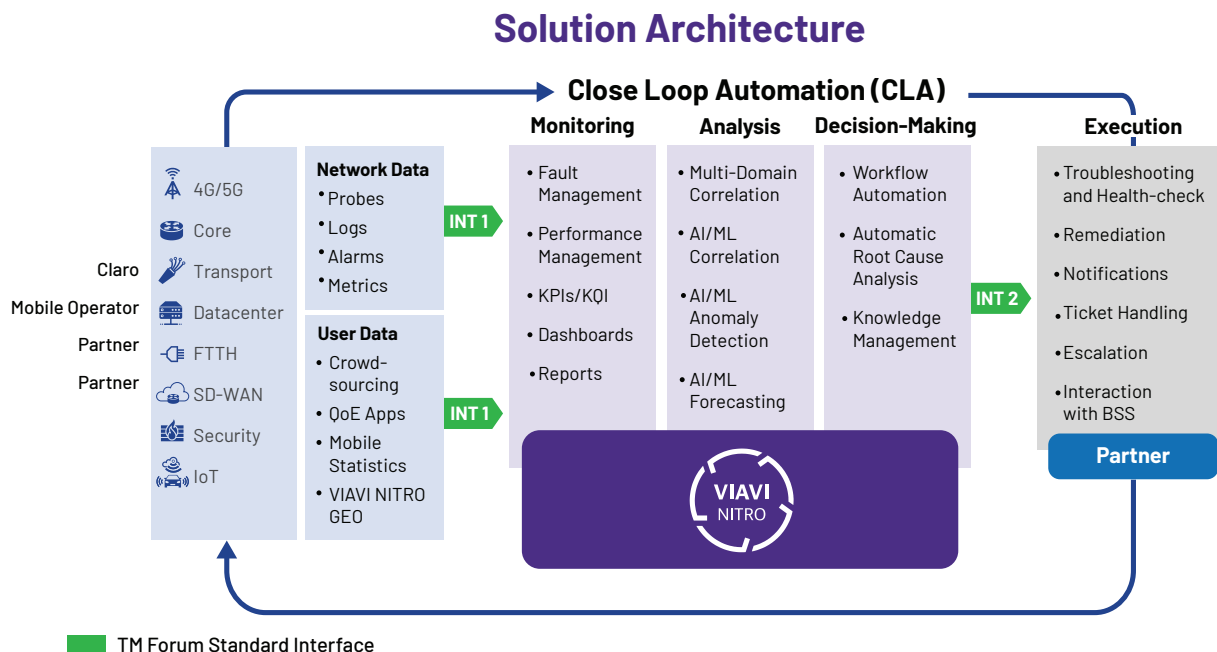 Solution Architecture
Close Loop Automation (CLA)
Claro
Mobile Operator
Partner
Partner
4G/5G
Core
Transport
Datacenter
FTTH
SD-WAN
Security
IoT
Network Data
• Probes
• Logs
• Alarms
• Metrics
User Data
• Crowd-
sourcing
• QoE Apps
• Mobile
Statistics
• VIAVI NITRO
GEO
INT 1
INT 1
Monitoring
• Fault
Management
• Performance
Management
• KPIs/KQI
• Dashboards
• Reports
Analysis
• Multi-Domain
Correlation
• AI/ML
Correlation
• AI/ML
Anomaly
Detection
• AI/ML
Forecasting
Decision-Making
• Workflow
Automation
• Automatic
Root Cause
Analysis
• Knowledge
Management
VIAVI
NITRO
INT 2
Execution
• Troubleshooting
and Health-check
• Remediation
• Notifications
• Ticket Handling
• Escalation
• Interaction
with BSS
Partner
TM Forum Standard Interface